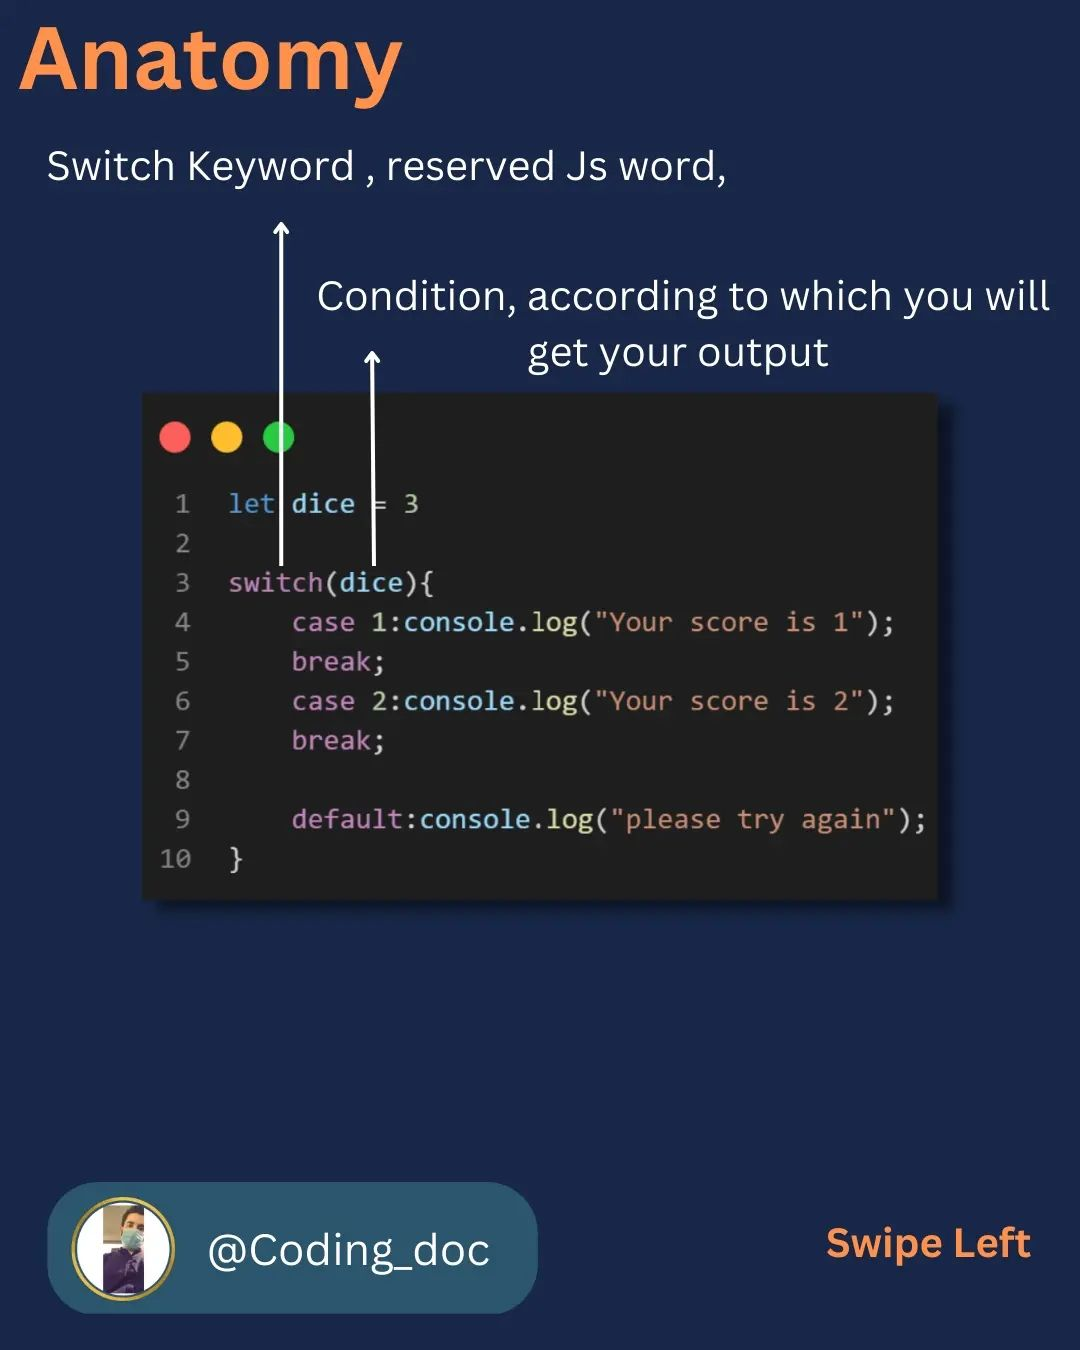 Anatomy
Switch Keyword , reserved Js word,
Condition, according to which you will
get your output
1 let dice = 3
2
3 switch(dice){
4 case 1:console.log("Your score is 1");
5 break;
6 case 2:console.log("Your score is 2");
7 break;
8
9 default:console.log("please try again");
10 }
@Coding_doc
Swipe Left